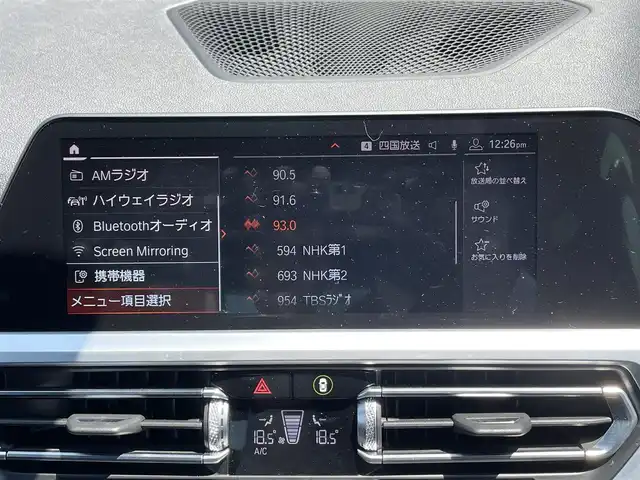 4 四国放送 12:26pm
AMラジオ
ハイウェイラジオ
Bluetoothオーディオ
Screen Mirroring
携帯機器
メニュー項目選択
90.5
91.6
93.0
594 NHK第1
693 NHK第2
954 TBSラジオ
放送局の並べ替え
サウンド
お気に入りを削除
18.5° 18.5°
A/C